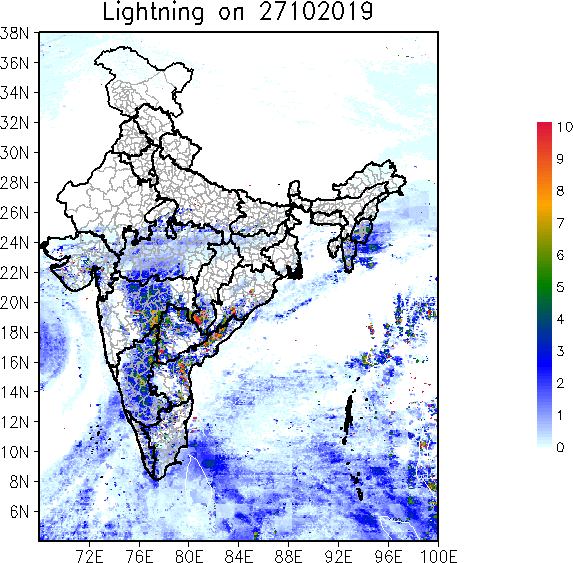 Lightning on 27102019
38N
36N
34N
32N
30N
28N
26N
24N
22N
20N
18N
16N
14N
12N
10N
8N
6N
72E 76E 80E 84E 88E 92E 96E 100E
10
9
8
7
6
5
4
3
2
1
0